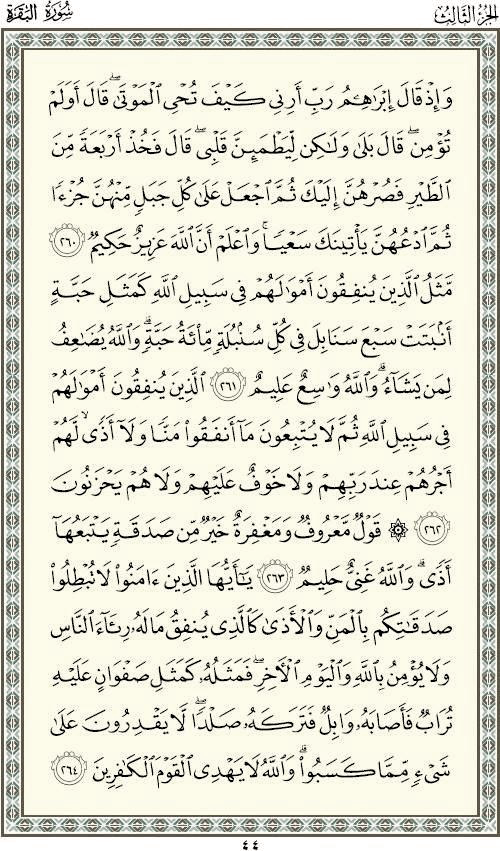 الجزء الثالث سورة البقرة
وَإِذۡ قَالَ إِبۡرَٰهِـۧمُ رَبِّ أَرِنِي كَيۡفَ تُحۡيِ ٱلۡمَوۡتَىٰۖ قَالَ أَوَلَمۡ
تُؤۡمِنۖ قَالَ بَلَىٰ وَلَٰكِن لِّيَطۡمَئِنَّ قَلۡبِيۖ قَالَ فَخُذۡ أَرۡبَعَةٗ مِّنَ
ٱلطَّيۡرِ فَصُرۡهُنَّ إِلَيۡكَ ثُمَّ ٱجۡعَلۡ عَلَىٰ كُلِّ جَبَلٖ مِّنۡهُنَّ جُزۡءٗا
ثُمَّ ٱدۡعُهُنَّ يَأۡتِينَكَ سَعۡيٗاۚ وَٱعۡلَمۡ أَنَّ ٱللَّهَ عَزِيزٌ حَكِيمٞ ٢٦٠
مَّثَلُ ٱلَّذِينَ يُنفِقُونَ أَمۡوَٰلَهُمۡ فِي سَبِيلِ ٱللَّهِ كَمَثَلِ حَبَّةٍ
أَنۢبَتَتۡ سَبۡعَ سَنَابِلَ فِي كُلِّ سُنۢبُلَةٖ مِّاْئَةُ حَبَّةٖۗ وَٱللَّهُ يُضَٰعِفُ
لِمَن يَشَآءُۚ وَٱللَّهُ وَٰسِعٌ عَلِيمٌ ٢٦١ ٱلَّذِينَ يُنفِقُونَ أَمۡوَٰلَهُمۡ
فِي سَبِيلِ ٱللَّهِ ثُمَّ لَا يُتۡبِعُونَ مَآ أَنفَقُواْ مَنّٗا وَلَآ أَذٗى لَّهُمۡ
أَجۡرُهُمۡ عِندَ رَبِّهِمۡ وَلَا خَوۡفٌ عَلَيۡهِمۡ وَلَا هُمۡ يَحۡزَنُونَ
٢٦٢ ۞ قَوۡلٞ مَّعۡرُوفٞ وَمَغۡفِرَةٌ خَيۡرٞ مِّن صَدَقَةٖ يَتۡبَعُهَآ
أَذٗىۗ وَٱللَّهُ غَنِيٌّ حَلِيمٞ ٢٦٣ يَٰٓأَيُّهَا ٱلَّذِينَ ءَامَنُواْ لَا تُبۡطِلُواْ
صَدَقَٰتِكُم بِٱلۡمَنِّ وَٱلۡأَذَىٰ كَٱلَّذِي يُنفِقُ مَالَهُۥ رِئَآءَ ٱلنَّاسِ
وَلَا يُؤۡمِنُ بِٱللَّهِ وَٱلۡيَوۡمِ ٱلۡأٓخِرِۖ فَمَثَلُهُۥ كَمَثَلِ صَفۡوَانٍ عَلَيۡهِ
تُرَابٞ فَأَصَابَهُۥ وَابِلٞ فَتَرَكَهُۥ صَلۡدٗاۖ لَّا يَقۡدِرُونَ عَلَىٰ
شَيۡءٖ مِّمَّا كَسَبُواْۗ وَٱللَّهُ لَا يَهۡدِي ٱلۡقَوۡمَ ٱلۡكَٰفِرِينَ ٢٦٤
٤٤